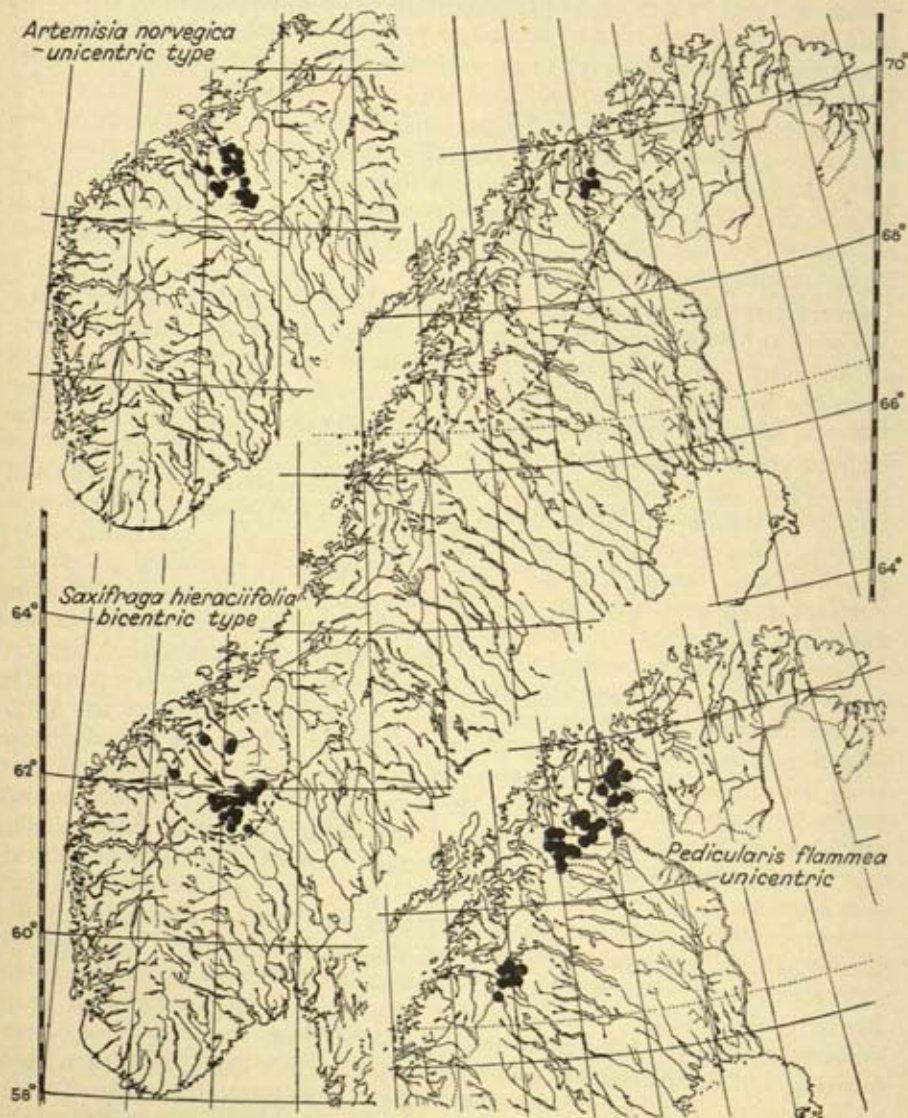 Artemisia norvegica
- unicentric type
70°
68°
66°
64°
Saxifraga hieraciifolia
bicentric type
64°
62°
60°
58°
Pedicularis flammea
unicentric